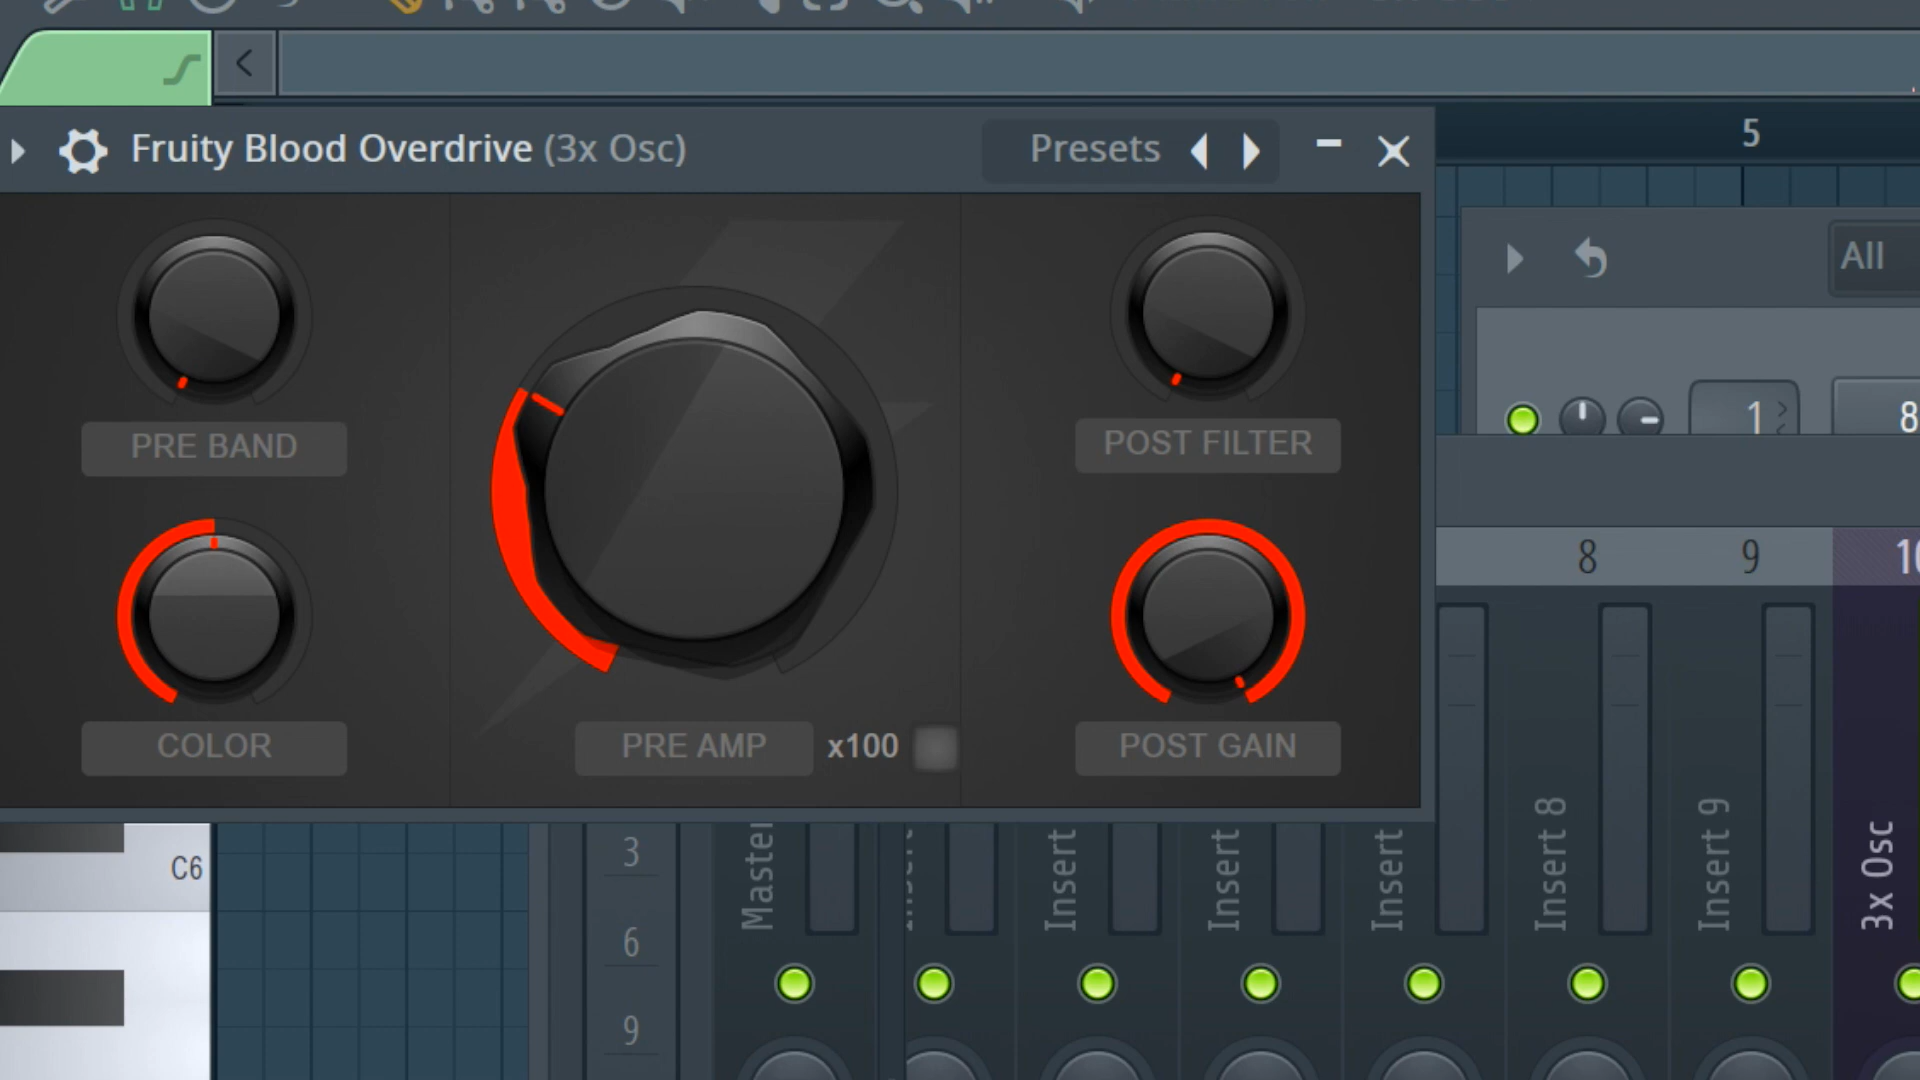 Fruity Blood Overdrive (3x Osc)
Presets
5
All
PRE BAND
POST FILTER
1
8
8
9
10
COLOR
PRE AMP
x100
POST GAIN
C6
3
6
9
Master
Insert
Insert
Insert
Insert 8
Insert 9
3x Osc